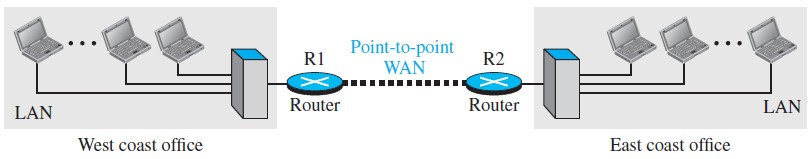 R1
Point-to-point
WAN
R2
Router
Router
LAN
LAN
West coast office
East coast office